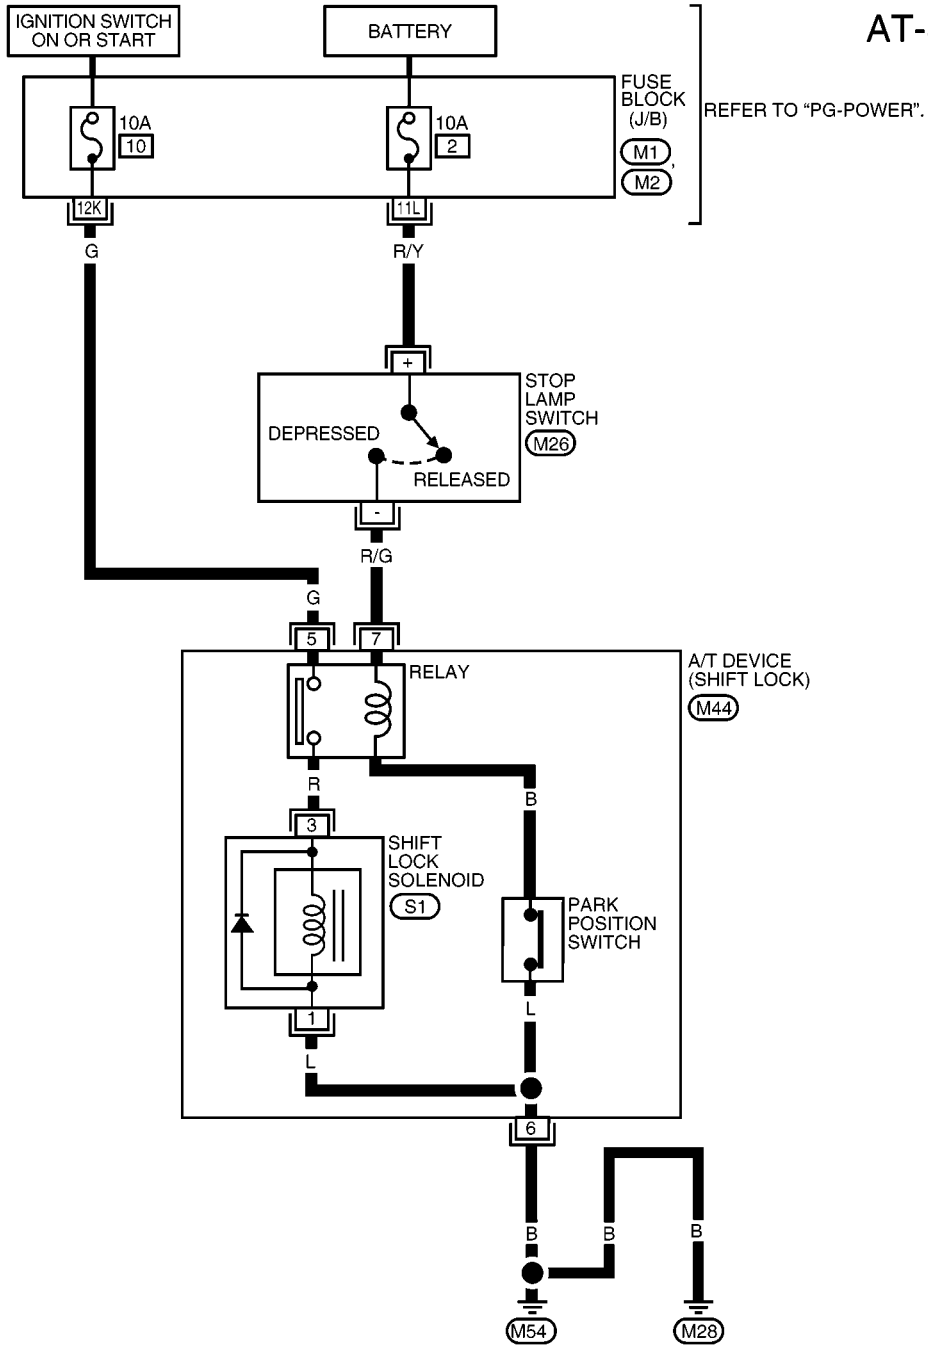 IGNITION SWITCH
ON OR START
BATTERY
AT-
FUSE
BLOCK
(J/B)
M1
,
M2
REFER TO “PG-POWER”.
10A
10
10A
2
12K
11L
G
R/Y
+
STOP
LAMP
SWITCH
M26
DEPRESSED
RELEASED
-
R/G
G
5
7
RELAY
A/T DEVICE
(SHIFT LOCK)
M44
R
B
3
SHIFT
LOCK
SOLENOID
S1
PARK
POSITION
SWITCH
1
L
L
6
B
B
B
M54
M28